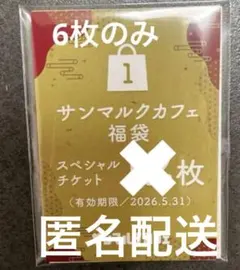 6枚のみ
1
サンマルクカフェ
福袋
スペシャル
チケット
枚
(有効期限/2026.5.31)
匿名配送